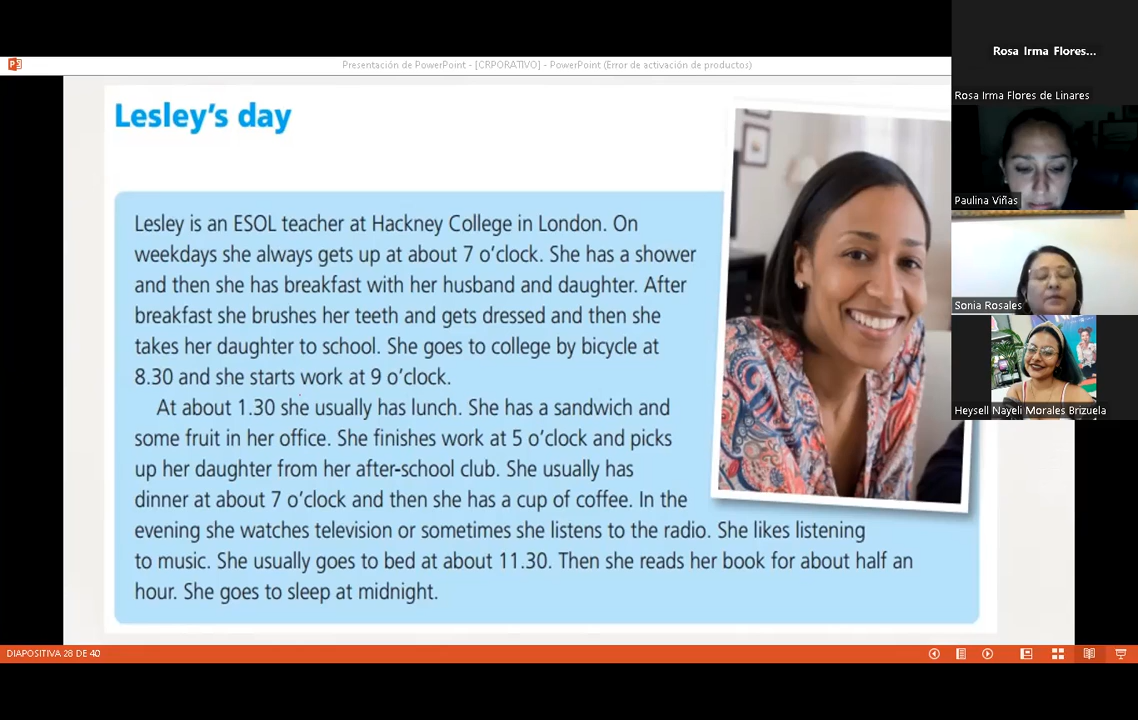 Rosa Irma Flores...
Presentación de PowerPoint - [CRPORATIVO] - PowerPoint (Error de activación de productos)
Rosa Irma Flores de Linares
Lesley's day
Paulina Viñas
Lesley is an ESOL teacher at Hackney College in London. On
weekdays she always gets up at about 7 o'clock. She has a shower
and then she has breakfast with her husband and daughter. After
breakfast she brushes her teeth and gets dressed and then she
takes her daughter to school. She goes to college by bicycle at
8.30 and she starts work at 9 o'clock.
At about 1.30 she usually has lunch. She has a sandwich and
some fruit in her office. She finishes work at 5 o'clock and picks
up her daughter from her after-school club. She usually has
dinner at about 7 o'clock and then she has a cup of coffee. In the
evening she watches television or sometimes she listens to the radio. She likes listening
to music. She usually goes to bed at about 11.30. Then she reads her book for about half an
hour. She goes to sleep at midnight.
Sonia Rosales
Heysell Nayeli Morales Brizuela
DIAPOSITIVA 28 DE 40